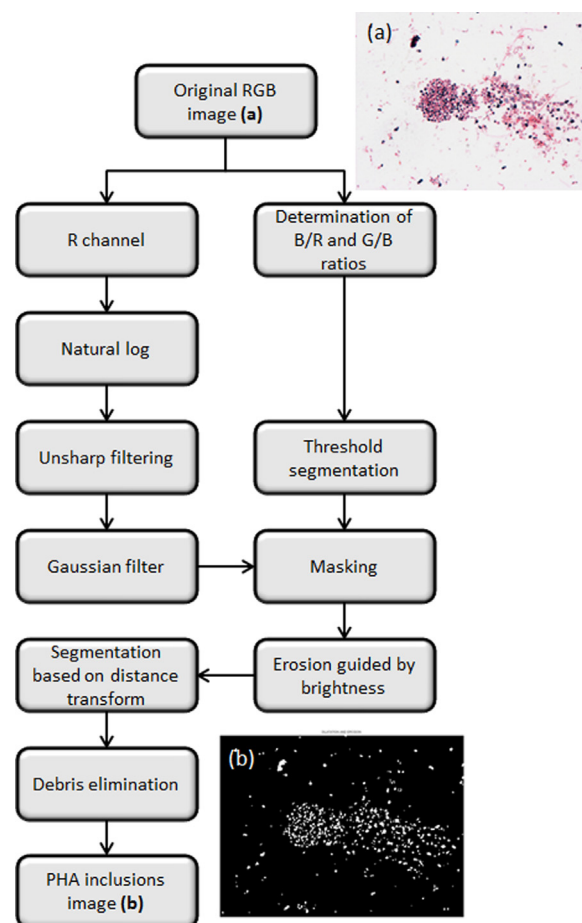 (a)
Original RGB
image (a)
R channel
Determination of
B/R and G/B
ratios
Natural log
Unsharp filtering
Threshold
segmentation
Gaussian filter
Masking
Segmentation
based on distance
transform
Erosion guided by
brightness
Debris elimination
(b)
PHA inclusions
image (b)